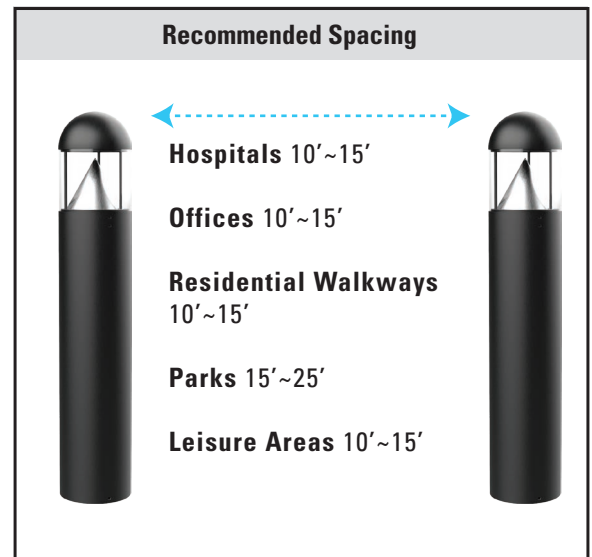 Recommended Spacing
Hospitals 10′~15′
Offices 10′~15′
Residential Walkways
10′~15′
Parks 15′~25′
Leisure Areas 10′~15′